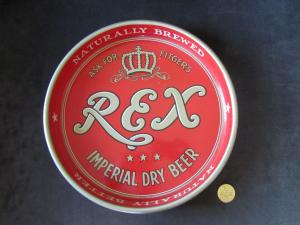 NATURALLY BREWED
ASK FOR FITGER'S
REX
IMPERIAL DRY BEER
NATURALLY BETTER